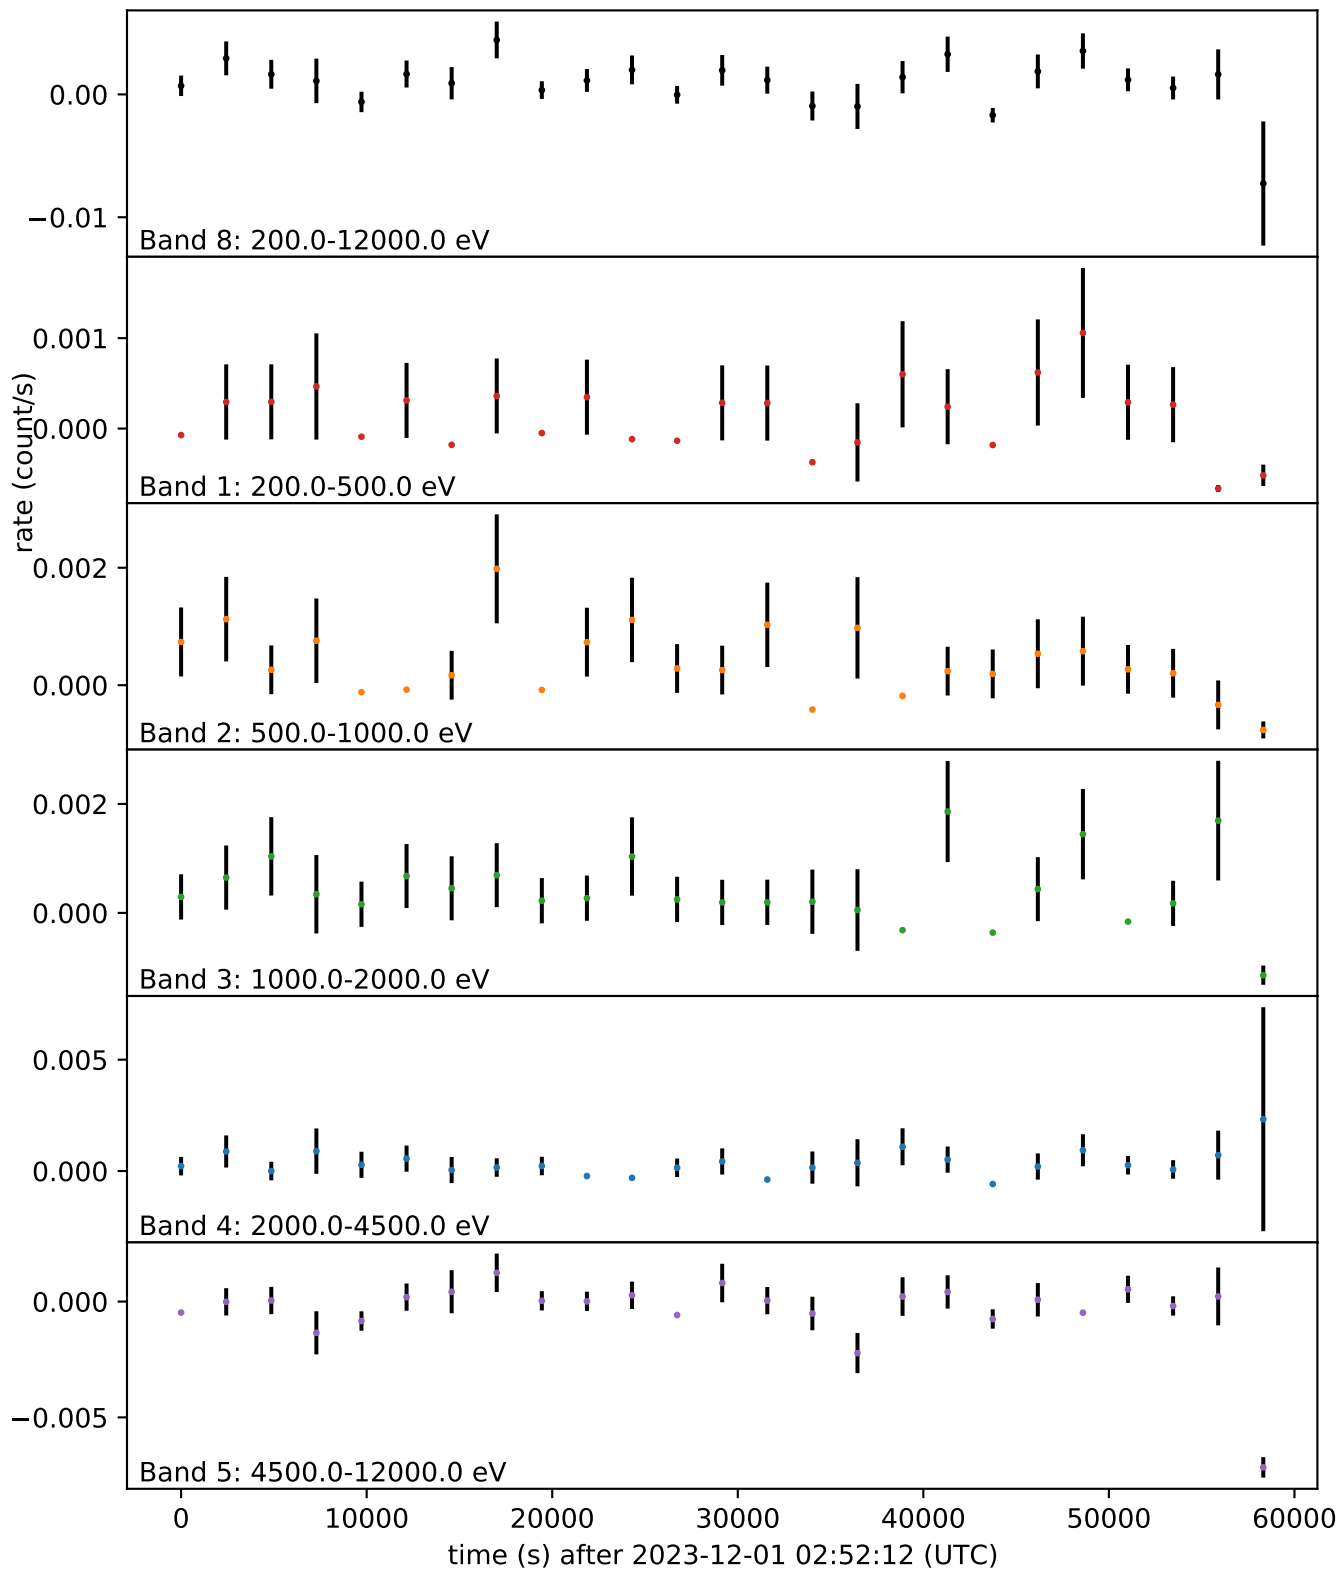 0.00
−0.01
Band 8: 200.0-12000.0 eV
0.001
0.000
Band 1: 200.0-500.0 eV
rate (count/s)
0.002
0.000
Band 2: 500.0-1000.0 eV
0.002
0.000
Band 3: 1000.0-2000.0 eV
0.005
0.000
Band 4: 2000.0-4500.0 eV
0.000
−0.005
Band 5: 4500.0-12000.0 eV
0 10000 20000 30000 40000 50000 60000
time (s) after 2023-12-01 02:52:12 (UTC)